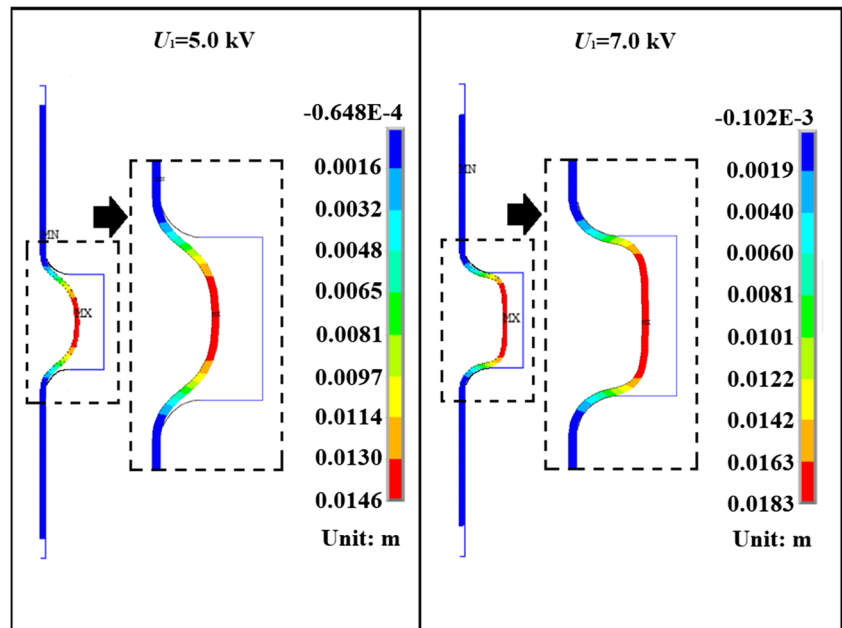 U₁=5.0 kV
-0.648E-4
0.0016
0.0032
0.0048
0.0065
0.0081
0.0097
0.0114
0.0130
0.0146
Unit: m
MN
MX
U₁=7.0 kV
-0.102E-3
0.0019
0.0040
0.0060
0.0081
0.0101
0.0122
0.0142
0.0163
0.0183
Unit: m
MN
MX